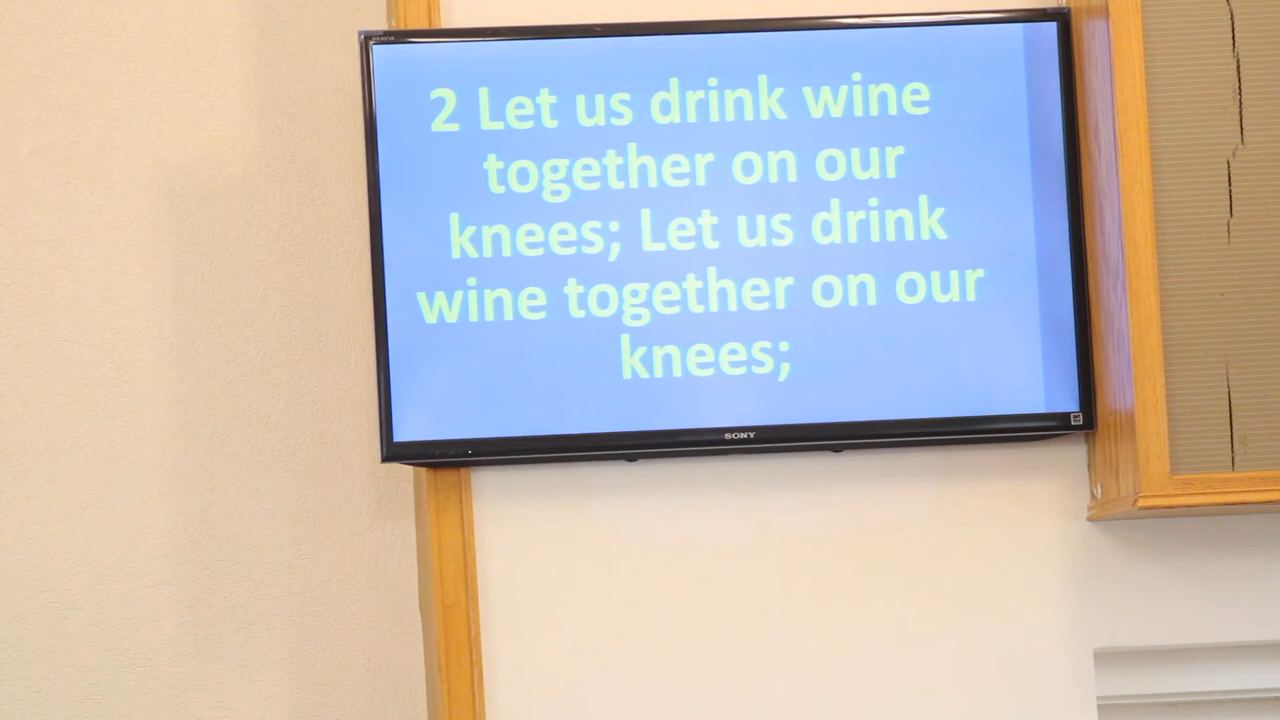 2 Let us drink wine
together on our
knees; Let us drink
wine together on our
knees;
SONY